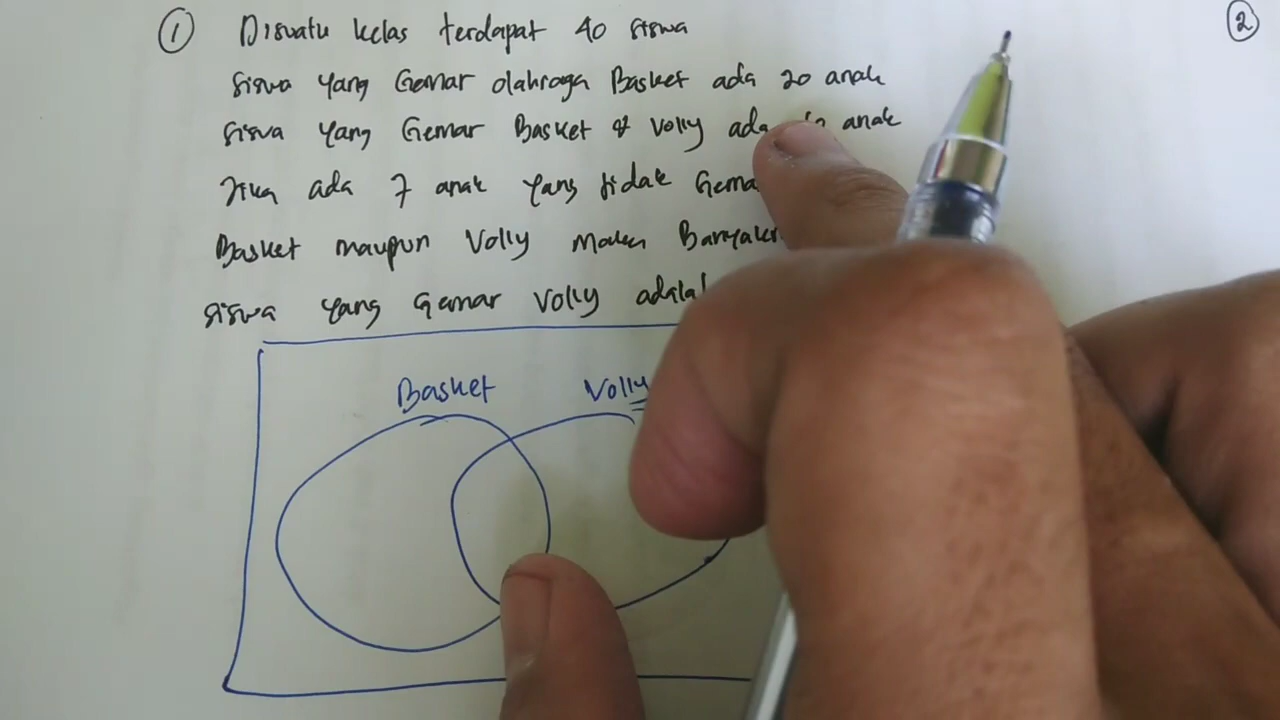 1 Disuatu kelas terdapat 40 siswa
2
siswa yang Gemar olahraga Basket ada 20 anak
siswa yang Gemar Basket & Volly ada anak
Jika ada 7 anak yang tidak Gema
Basket maupun Volly Maka Banyakn
siswa yang Gemar Volly adalal
Basket Volly